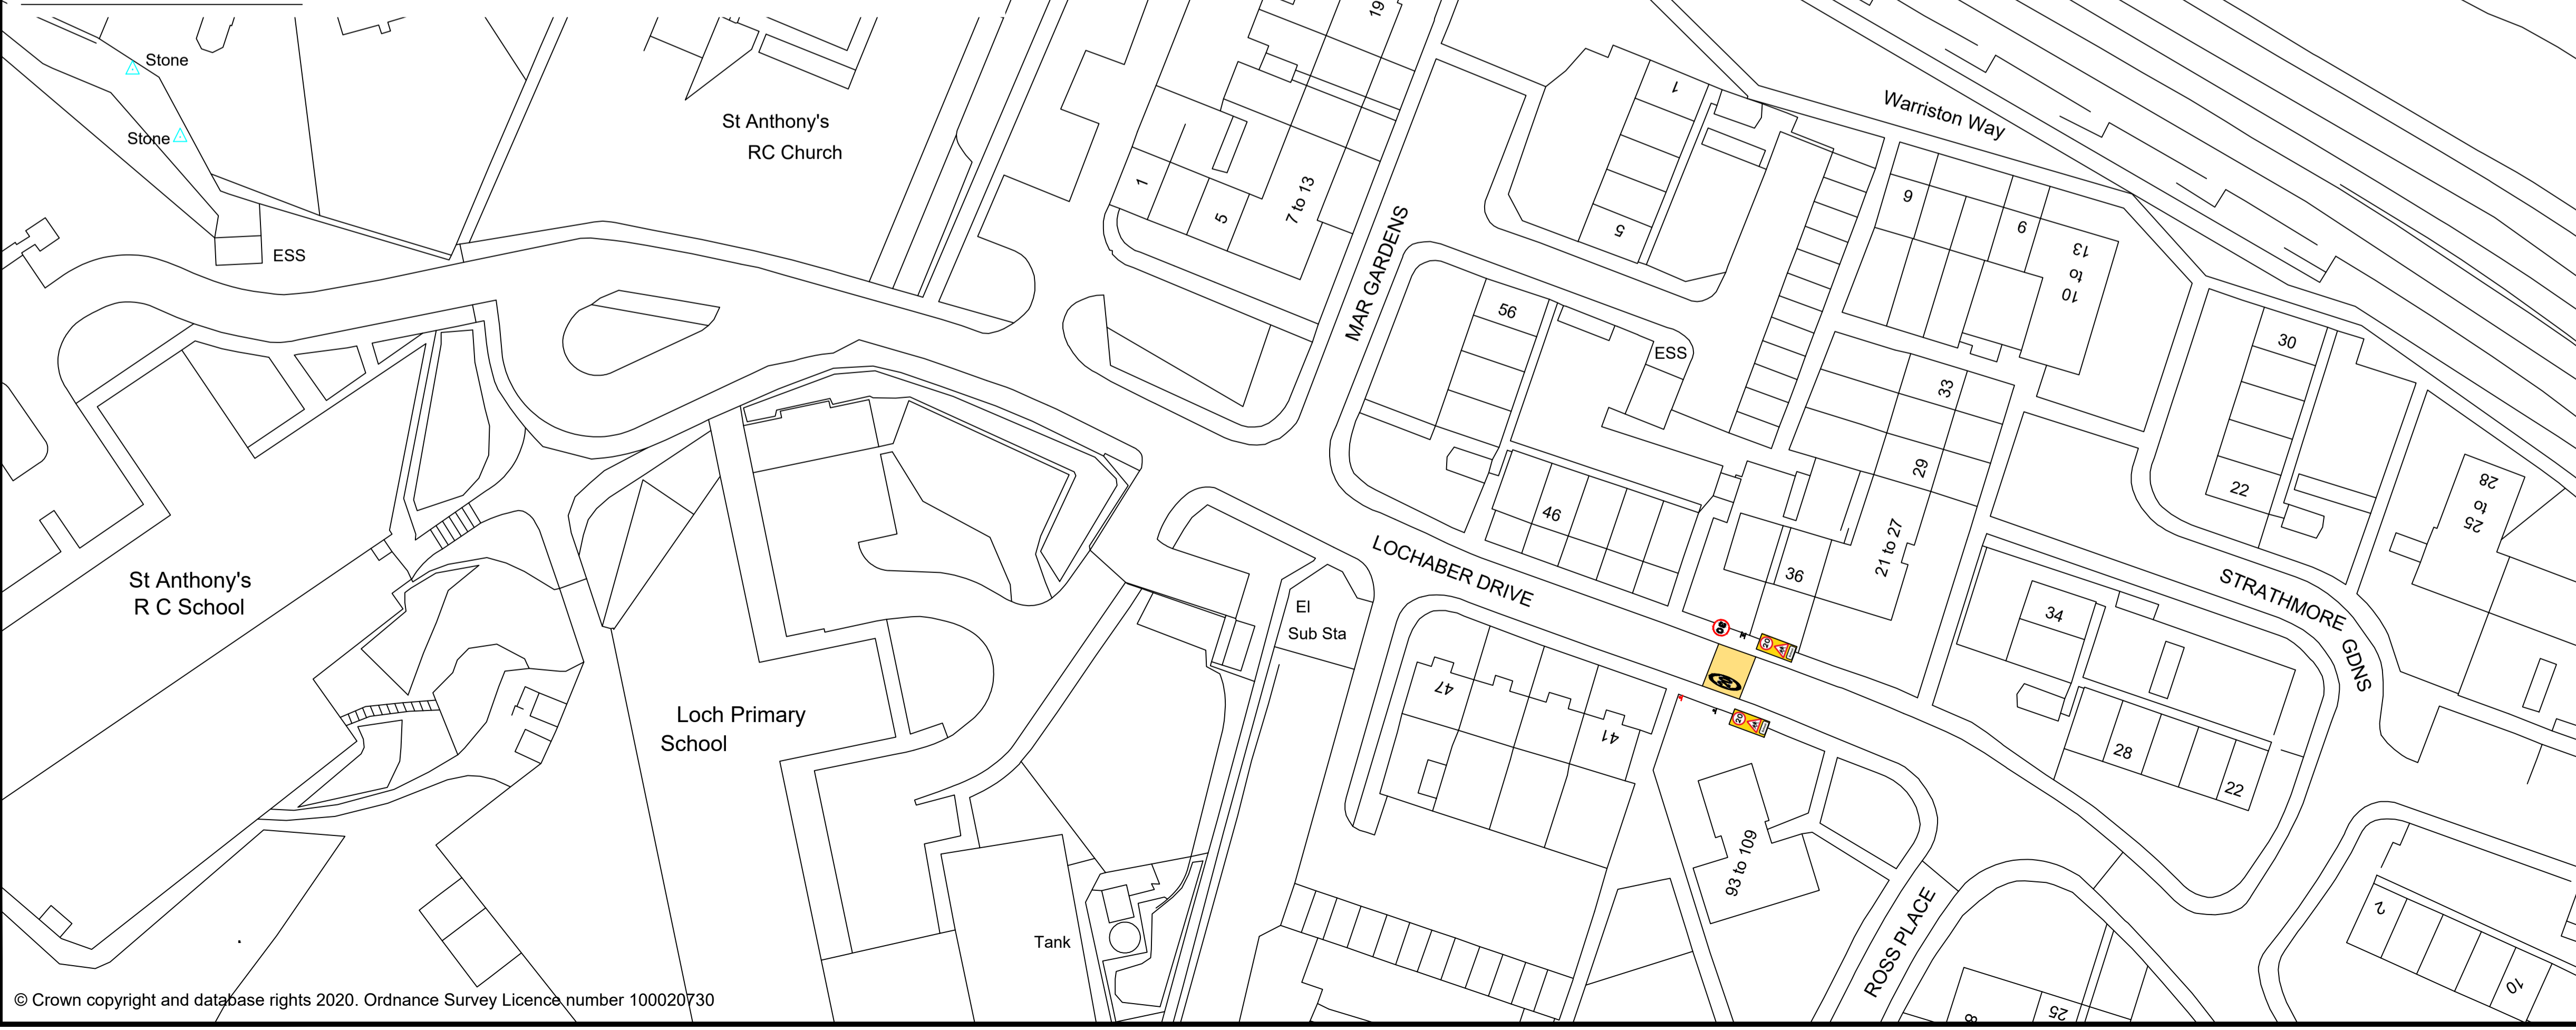 Stone
Stone
ESS
St Anthony's
RC Church
19
1
5
7 to 13
MAR GARDENS
1
5
Warriston Way
9
6
13
to
10
56
ESS
30
22
33
29
28
to
25
46
21 to 27
36
LOCHABER DRIVE
STRATHMORE
GDNS
34
El
Sub Sta
St Anthony's
R C School
Loch Primary
School
47
41
20
20
28
22
93 to 109
ROSS PLACE
Tank
2
10
25
8
© Crown copyright and database rights 2020. Ordnance Survey Licence number 100020730